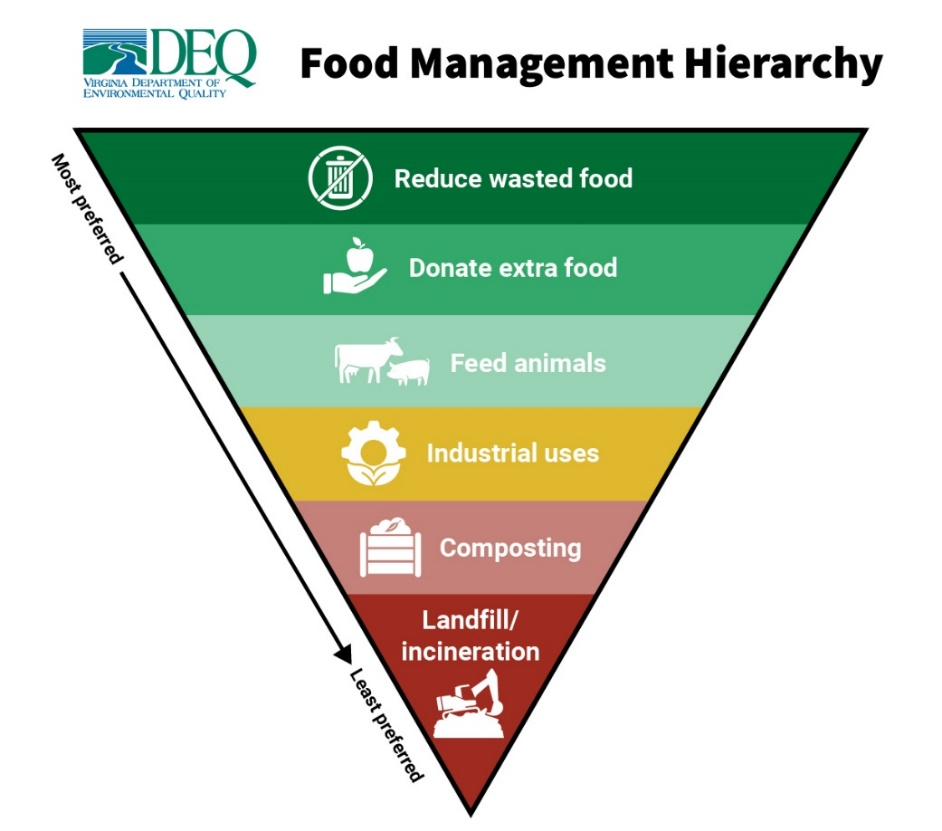 DEQ
VIRGINIA DEPARTMENT OF
ENVIRONMENTAL QUALITY
Food Management Hierarchy
Most preferred
Reduce wasted food
Donate extra food
Feed animals
Industrial uses
Composting
Landfill/
incineration
Least preferred